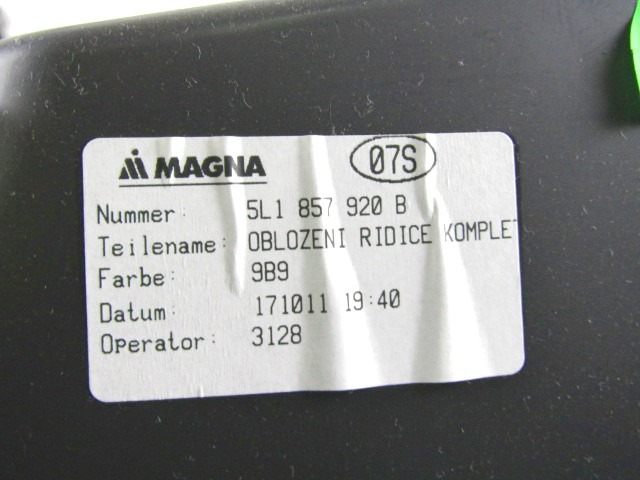 MAGNA 07S
Nummer: 5L1 857 920 B
Teilename: OBLOZENI RIDICE KOMPLET
Farbe: 9B9
Datum: 171011 19:40
Operator: 3128